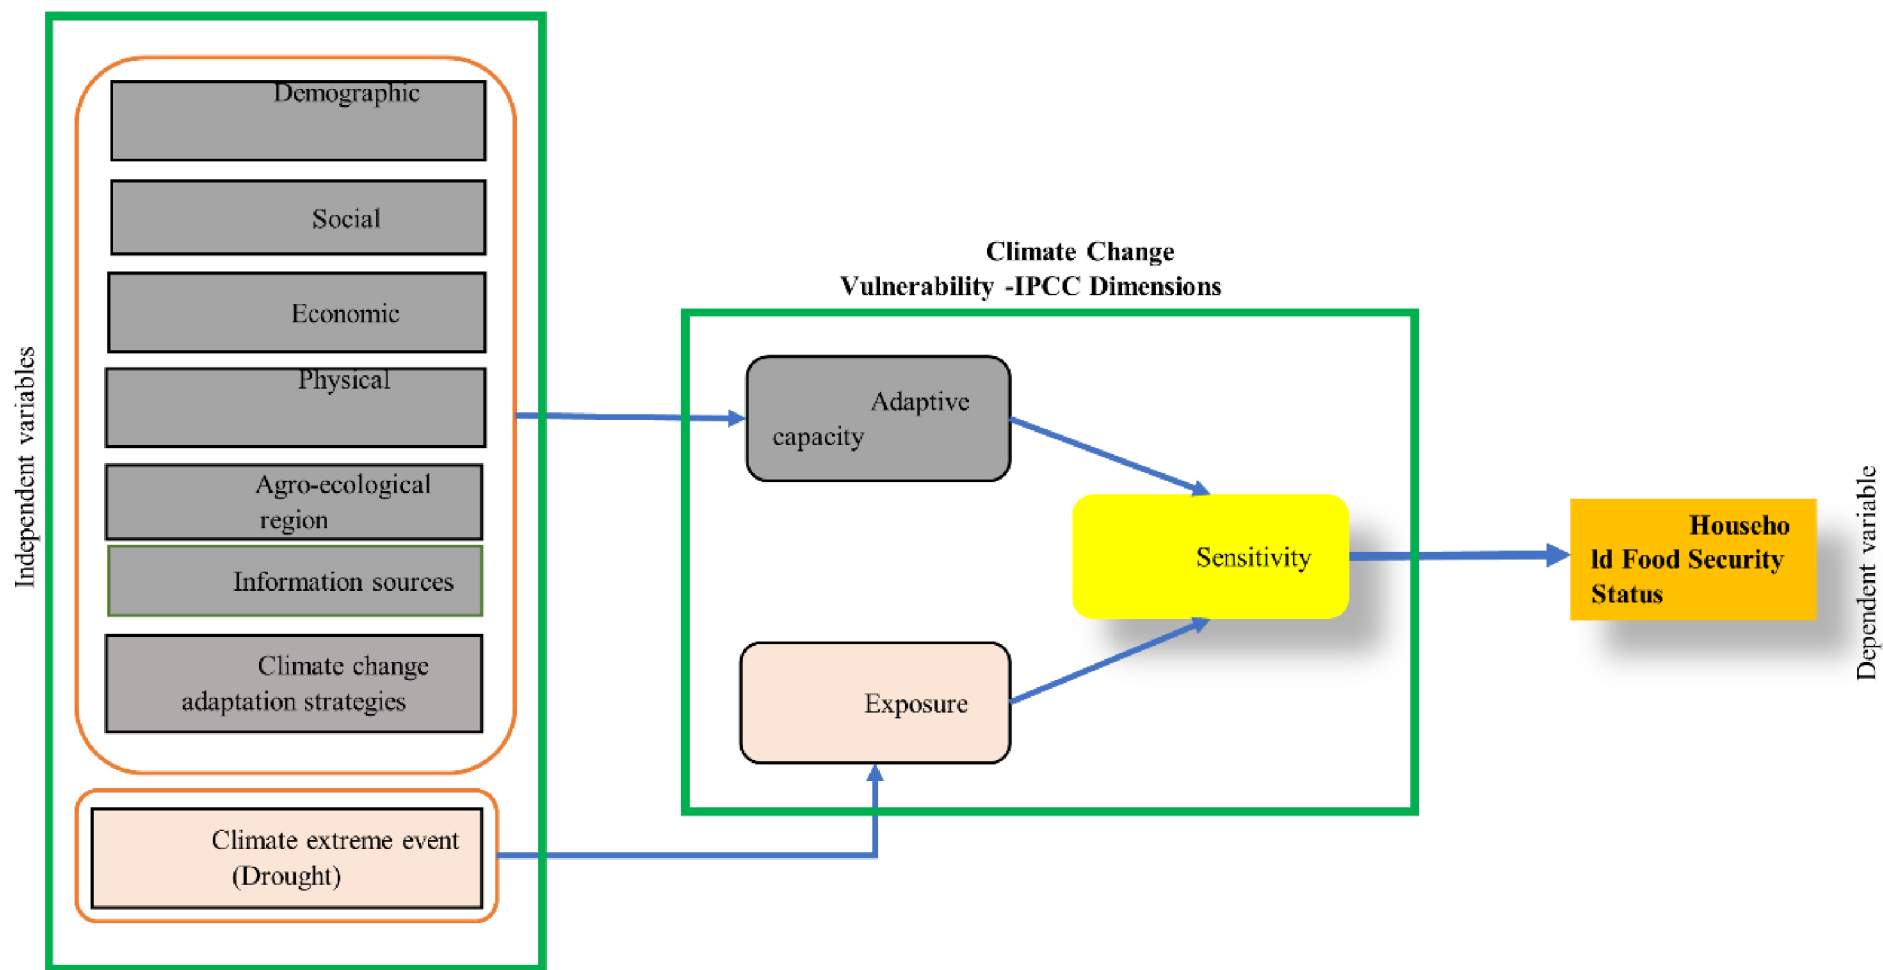 Independent variables
Demographic
Social
Economic
Physical
Agro-ecological
region
Information sources
Climate change
adaptation strategies
Climate extreme event
(Drought)
Climate Change
Vulnerability -IPCC Dimensions
Adaptive
capacity
Exposure
Sensitivity
Househo
ld Food Security
Status
Dependent variable